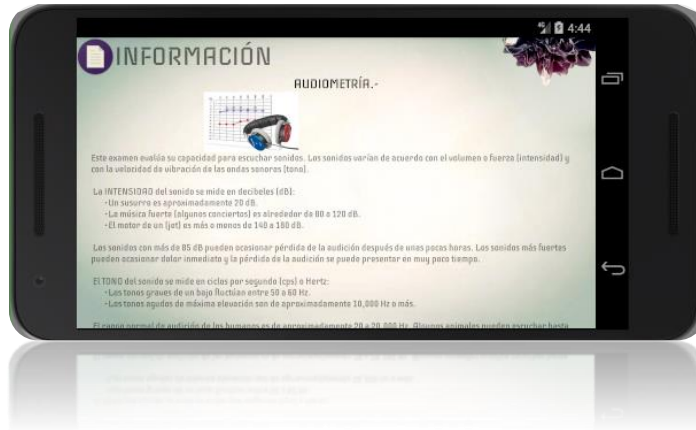 4:44
INFORMACIÓN
AUDIOMETRÍA.-
Este examen evalúa su capacidad para escuchar sonidos. Los sonidos varían de acuerdo con el volumen o fuerza (intensidad) y
con la velocidad de vibración de las ondas sonoras (tono).
La INTENSIDAD del sonido se mide en decibeles (dB):
-Un susurro es aproximadamente 20 dB.
-La música fuerte (algunos conciertos) es alrededor de 80 a 120 dB.
-El motor de un (jet) es más o menos de 140 a 180 dB.
Los sonidos con más de 85 dB pueden ocasionar pérdida de la audición después de unas pocas horas. Los sonidos más fuertes
pueden ocasionar dolor inmediato y la pérdida de la audición se puede presentar en muy poco tiempo.
El TONO del sonido se mide en ciclos por segundo (cps) o Hertz:
-Los tonos graves de un bajo fluctúan entre 50 a 60 Hz.
-Los tonos agudos de máxima elevación son de aproximadamente 10,000 Hz o más.
El rango normal de audición de los humanos es de aproximadamente 20 a 20,000 Hz. Algunos animales pueden escuchar hasta